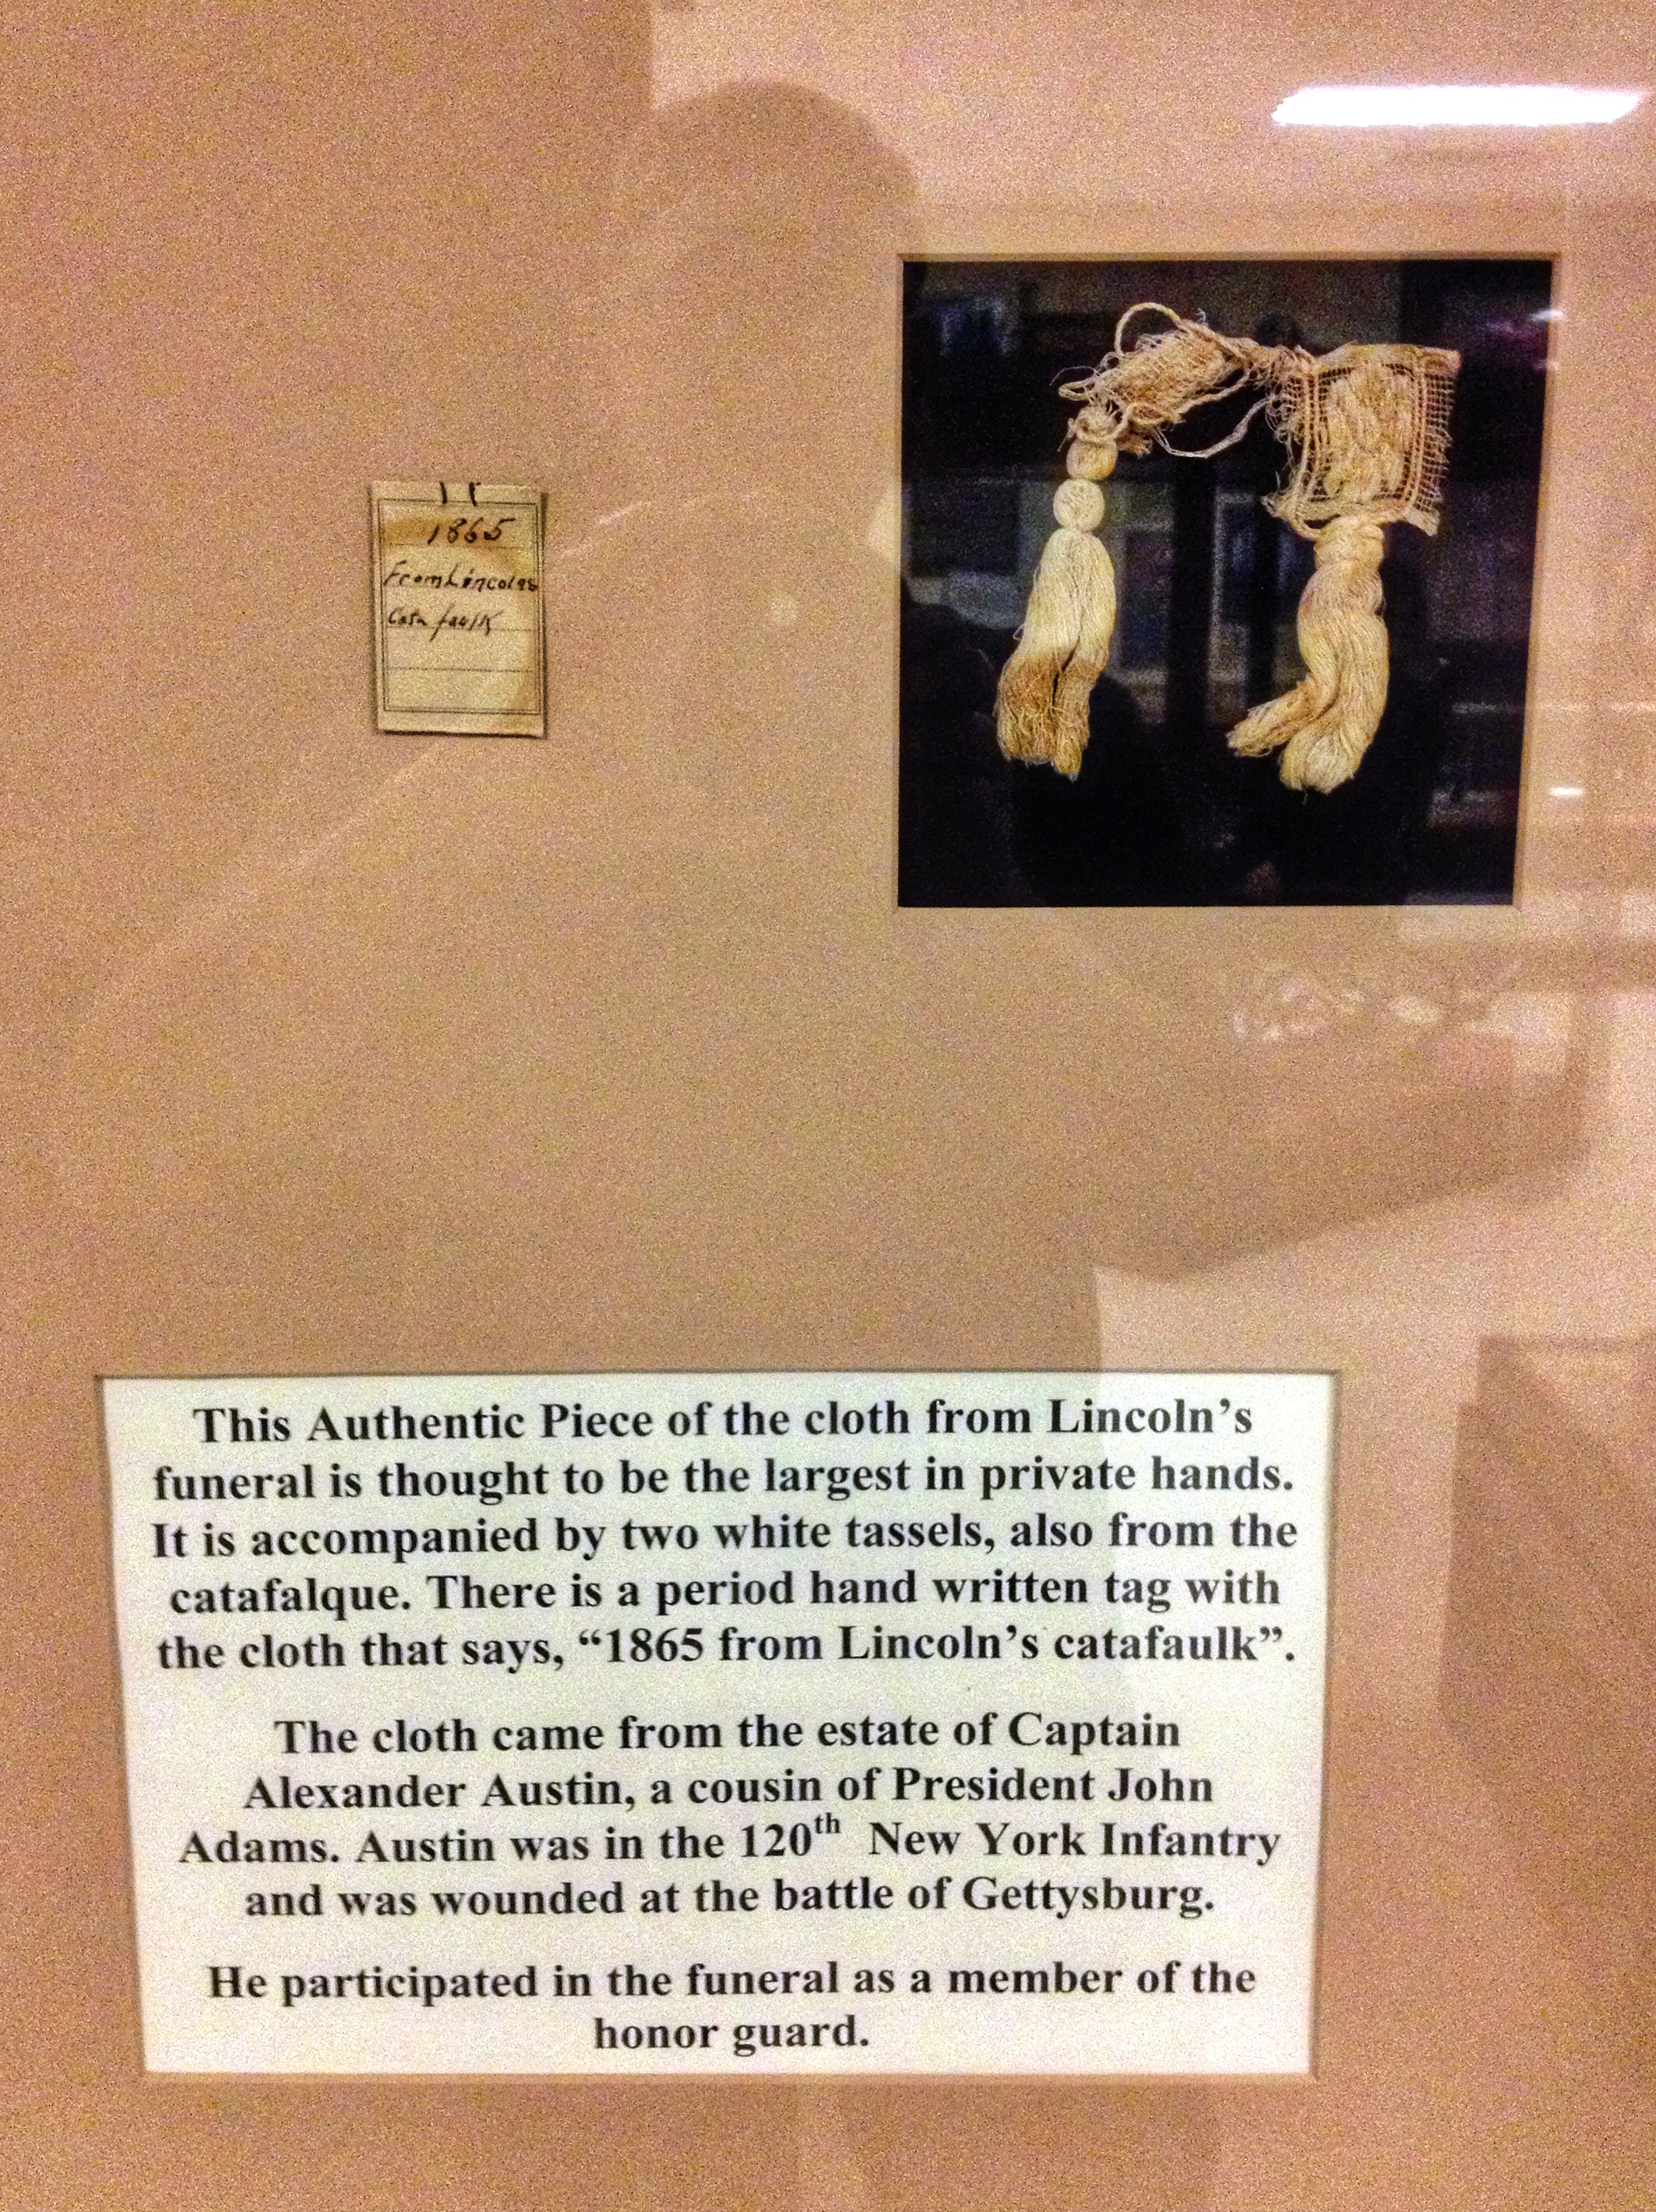 1865
From Lincolns
Cata faulk
This Authentic Piece of the cloth from Lincoln’s
funeral is thought to be the largest in private hands.
It is accompanied by two white tassels, also from the
catafalque. There is a period hand written tag with
the cloth that says, “1865 from Lincoln’s catafaulk”.
The cloth came from the estate of Captain
Alexander Austin, a cousin of President John
Adams. Austin was in the 120th New York Infantry
and was wounded at the battle of Gettysburg.
He participated in the funeral as a member of the
honor guard.